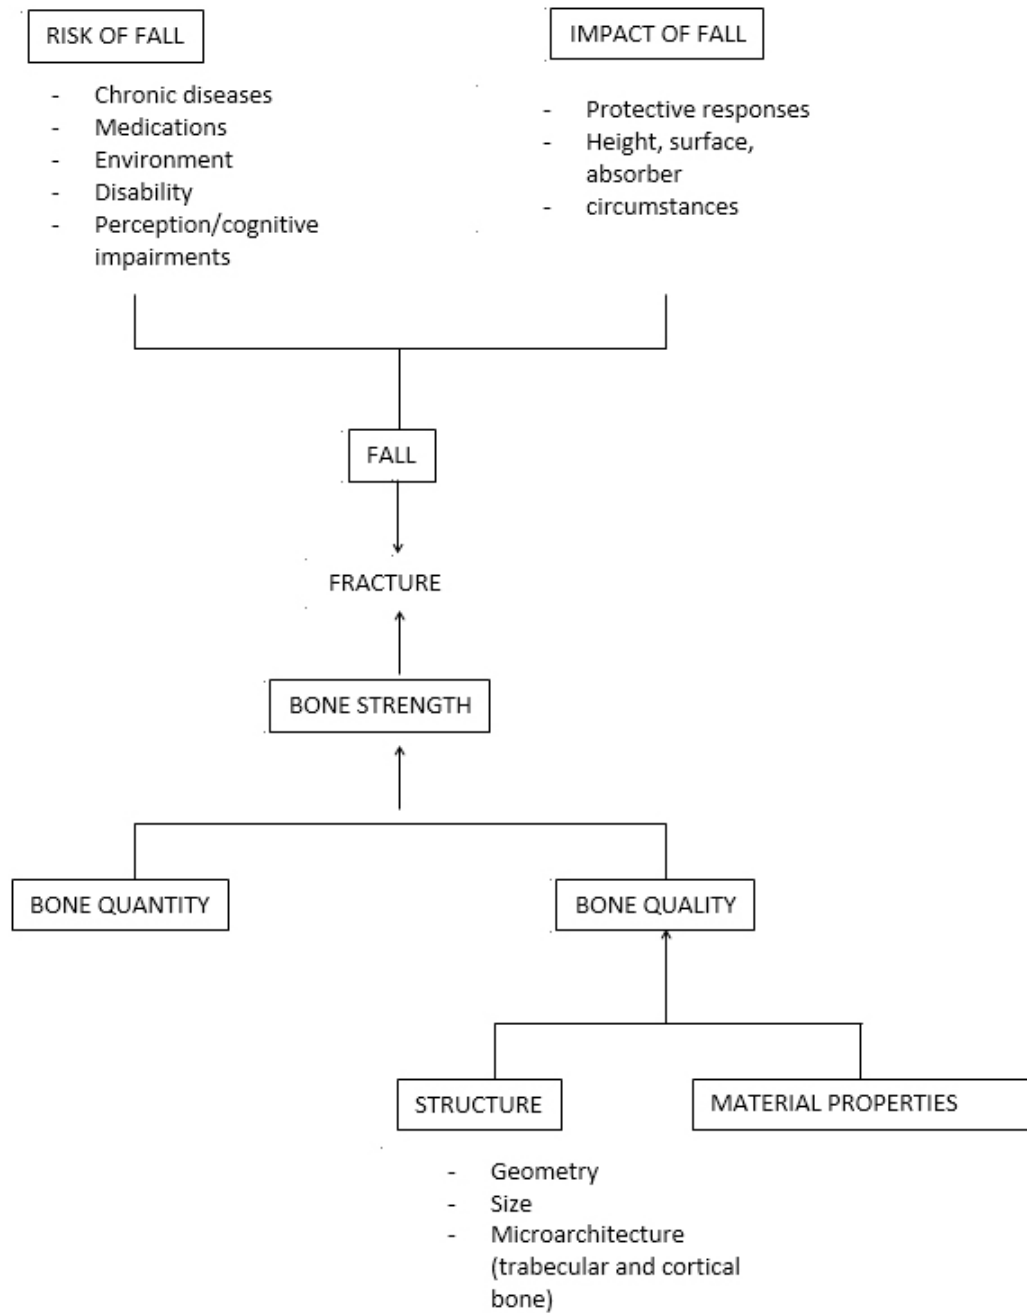 RISK OF FALL
- Chronic diseases
- Medications
- Environment
- Disability
- Perception/cognitive
impairments
IMPACT OF FALL
- Protective responses
- Height, surface,
absorber
- circumstances
FALL
FRACTURE
BONE STRENGTH
BONE QUANTITY
BONE QUALITY
STRUCTURE
- Geometry
- Size
- Microarchitecture
(trabecular and cortical
bone)
MATERIAL PROPERTIES